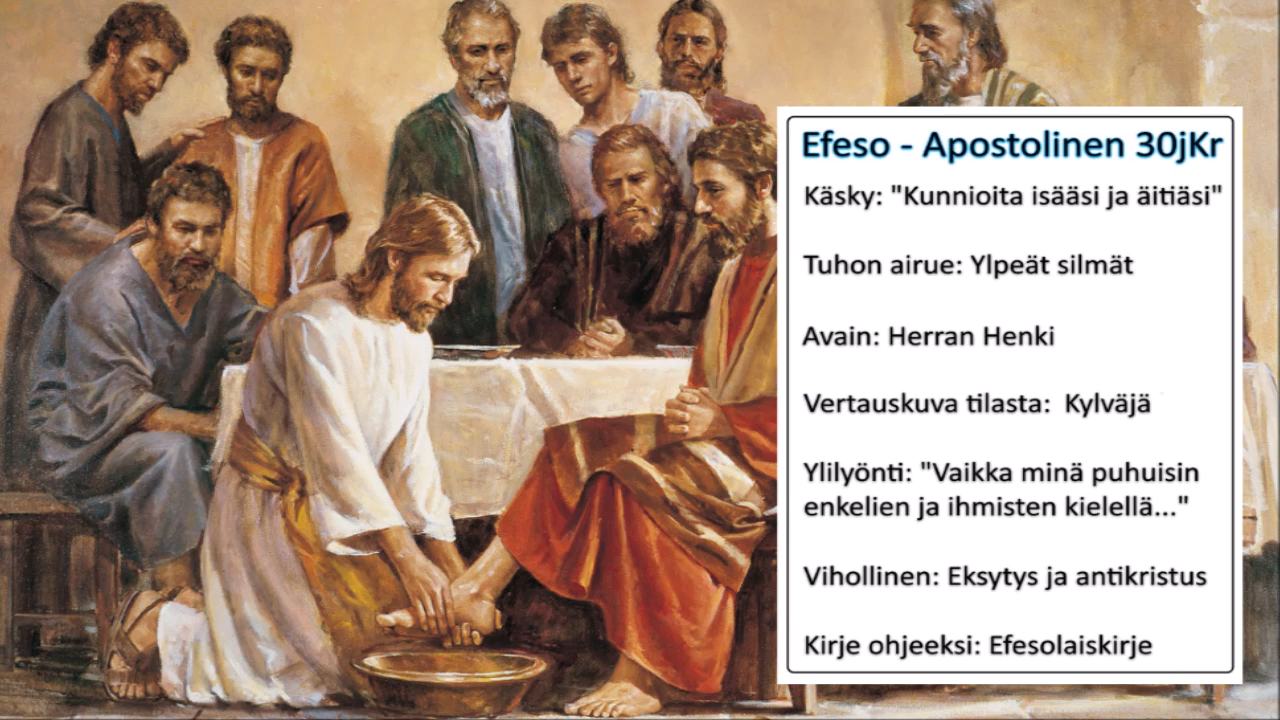 Efeso - Apostolinen 30jKr
Käsky: "Kunnioita isääsi ja äitiäsi"
Tuhon airue: Ylpeät silmät
Avain: Herran Henki
Vertauskuva tilasta: Kylväjä
Ylilyönti: "Vaikka minä puhuisin
enkelien ja ihmisten kielellä..."
Vihollinen: Eksytys ja antikristus
Kirje ohjeeksi: Efesolaiskirje